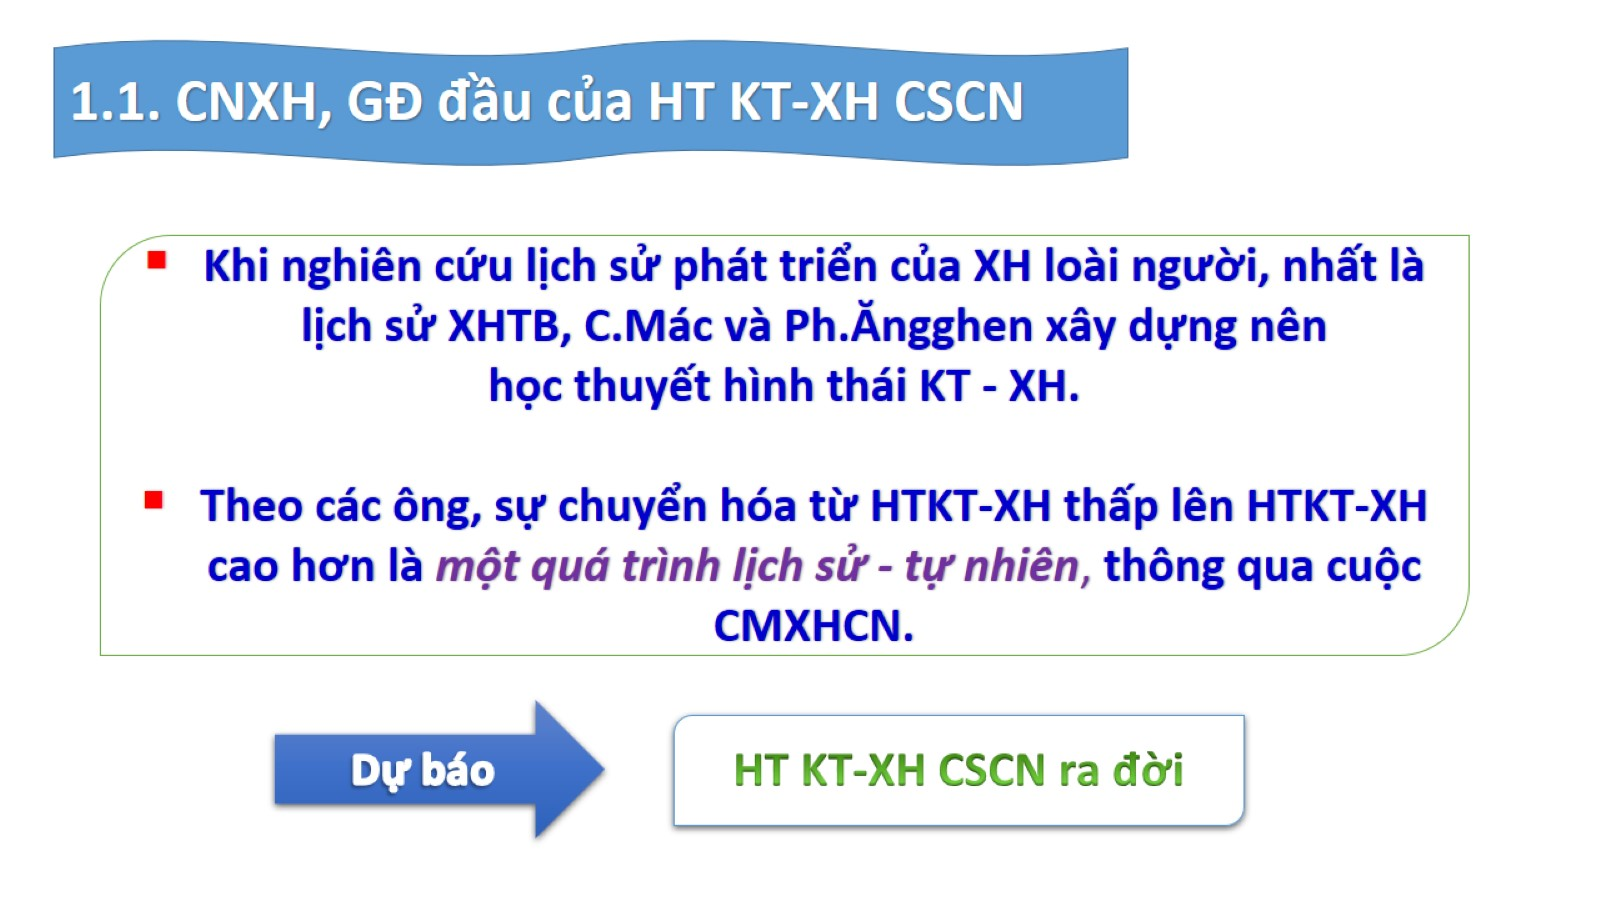 1.1. CNXH, GĐ đầu của HT KT-XH CSCN
Khi nghiên cứu lịch sử phát triển của XH loài người, nhất là
lịch sử XHTB, C.Mác và Ph.Ăngghen xây dựng nên
học thuyết hình thái KT - XH.
Theo các ông, sự chuyển hóa từ HTKT-XH thấp lên HTKT-XH
cao hơn là một quá trình lịch sử - tự nhiên, thông qua cuộc
CMXHCN.
Dự báo
HT KT-XH CSCN ra đời